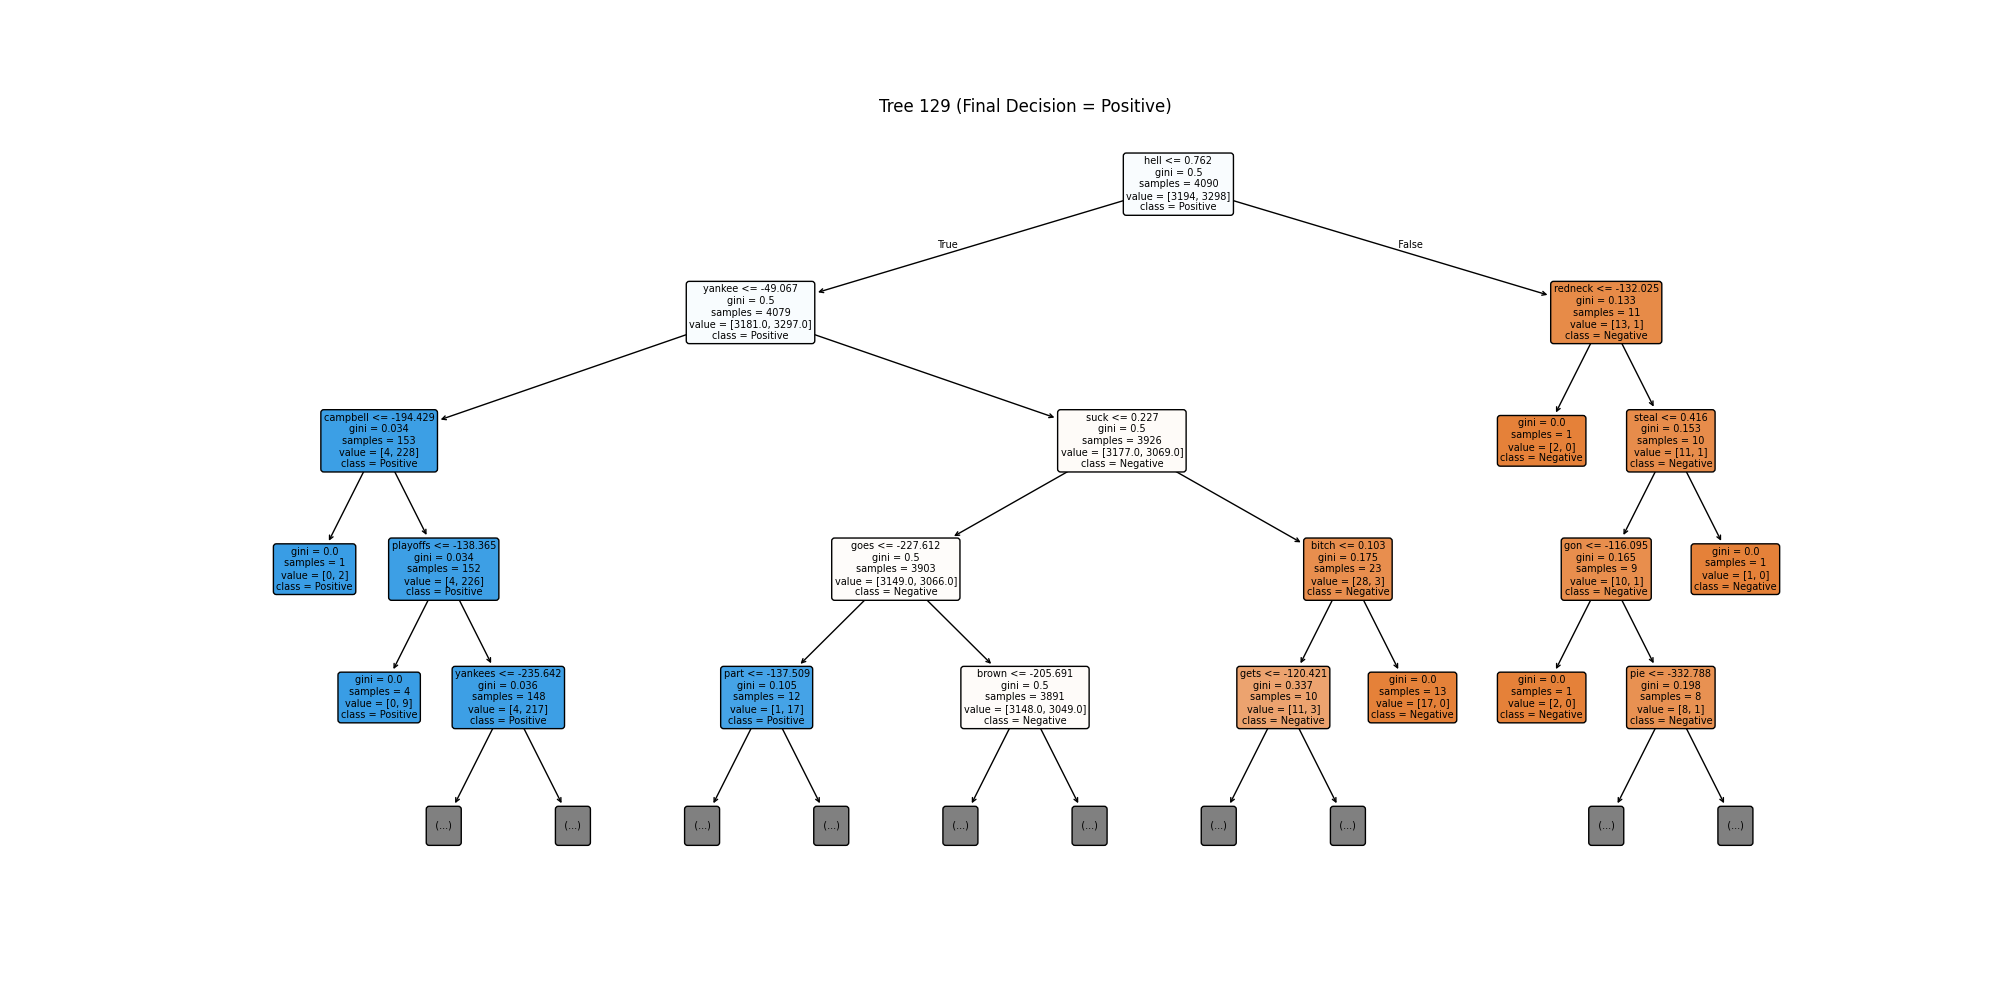 Tree 129 (Final Decision = Positive)
hell <= 0.762
gini = 0.5
samples = 4090
value = [3194, 3298]
class = Positive
True
False
yankee <= -49.067
gini = 0.5
samples = 4079
value = [3181.0, 3297.0]
class = Positive
redneck <= -132.025
gini = 0.133
samples = 11
value = [13, 1]
class = Negative
campbell <= -194.429
gini = 0.034
samples = 153
value = [4, 228]
class = Positive
suck <= 0.227
gini = 0.5
samples = 3926
value = [3177.0, 3069.0]
class = Negative
gini = 0.0
samples = 1
value = [2, 0]
class = Negative
steal <= 0.416
gini = 0.153
samples = 10
value = [11, 1]
class = Negative
gini = 0.0
samples = 1
value = [0, 2]
class = Positive
playoffs <= -138.365
gini = 0.034
samples = 152
value = [4, 226]
class = Positive
goes <= -227.612
gini = 0.5
samples = 3903
value = [3149.0, 3066.0]
class = Negative
bitch <= 0.103
gini = 0.175
samples = 23
value = [28, 3]
class = Negative
gon <= -116.095
gini = 0.165
samples = 9
value = [10, 1]
class = Negative
gini = 0.0
samples = 1
value = [1, 0]
class = Negative
gini = 0.0
samples = 4
value = [0, 9]
class = Positive
yankees <= -235.642
gini = 0.036
samples = 148
value = [4, 217]
class = Positive
part <= -137.509
gini = 0.105
samples = 12
value = [1, 17]
class = Positive
brown <= -205.691
gini = 0.5
samples = 3891
value = [3148.0, 3049.0]
class = Negative
gets <= -120.421
gini = 0.337
samples = 10
value = [11, 3]
class = Negative
gini = 0.0
samples = 13
value = [17, 0]
class = Negative
gini = 0.0
samples = 1
value = [2, 0]
class = Negative
pie <= -332.788
gini = 0.198
samples = 8
value = [8, 1]
class = Negative
(...)
(...)
(...)
(...)
(...)
(...)
(...)
(...)
(...)
(...)